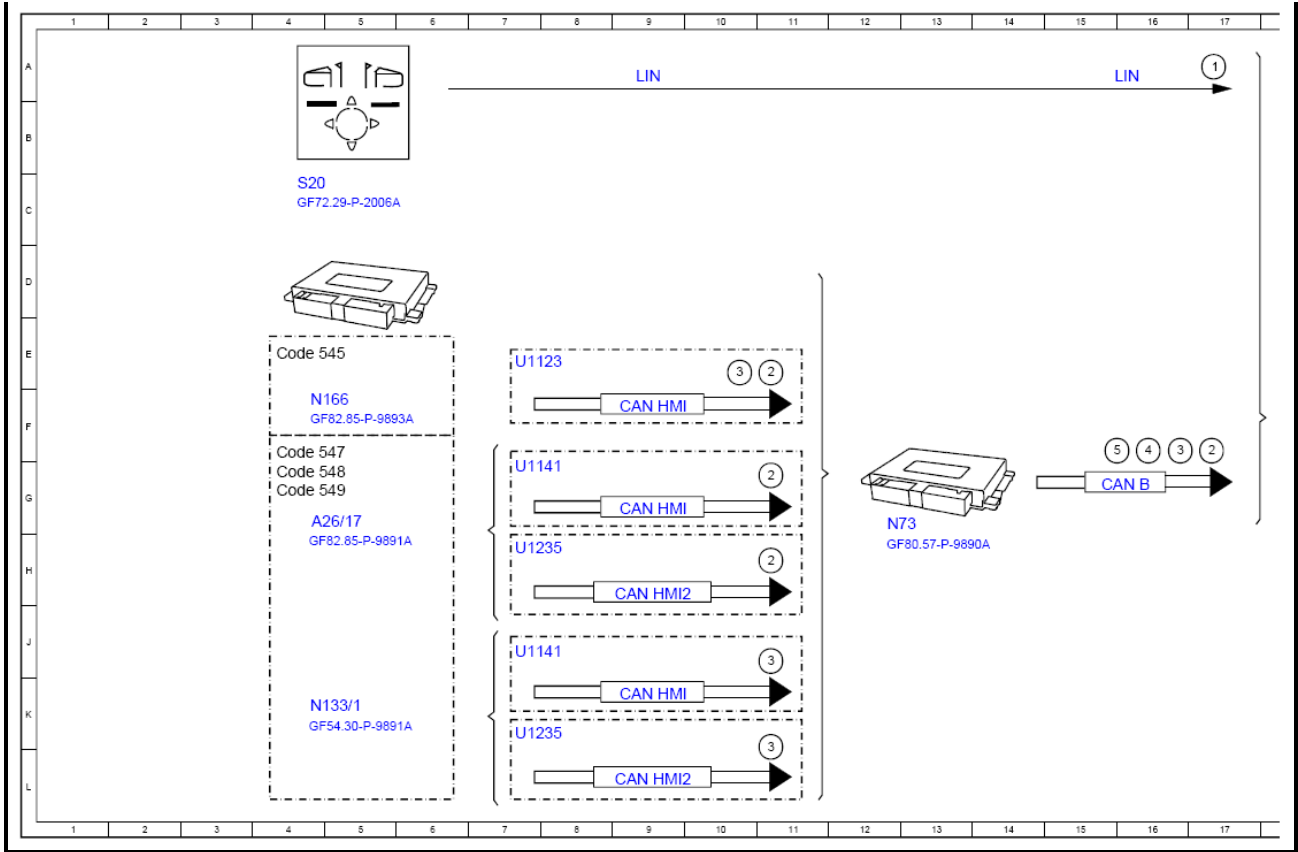 1 2 3 4 5 6 7 8 9 10 11 12 13 14 15 16 17
A
B
C
D
E
F
G
H
J
K
L
LIN
LIN
1
S20
GF72.29-P-2006A
Code 545
N166
GF82.85-P-9893A
Code 547
Code 548
Code 549
A26/17
GF82.85-P-9891A
N133/1
GF54.30-P-9891A
U1123
3 2
CAN HMI
U1141
2
CAN HMI
U1235
2
CAN HMI2
U1141
3
CAN HMI
U1235
3
CAN HMI2
N73
GF80.57-P-9890A
5 4 3 2
CAN B
1 2 3 4 5 6 7 8 9 10 11 12 13 14 15 16 17